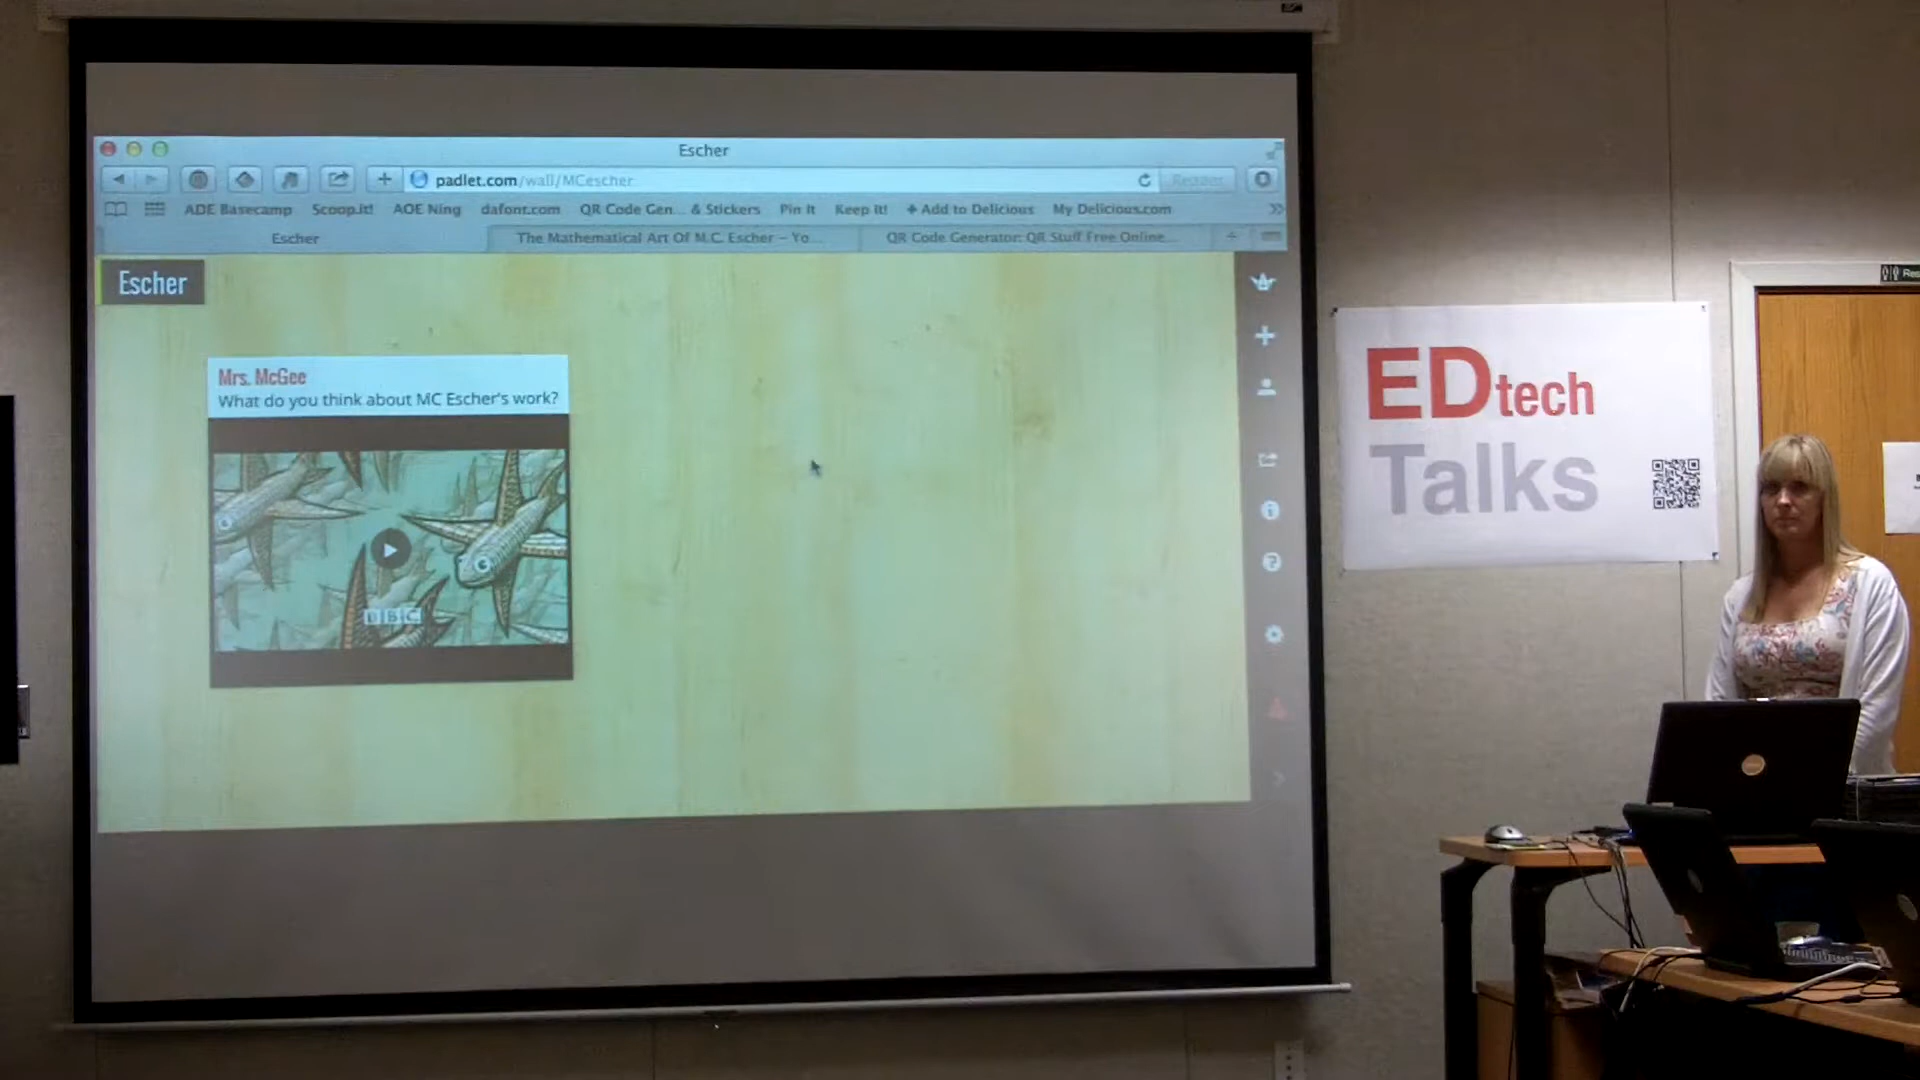 Escher
padlet.com/wall/MCescher
Reader
ADE Basecamp Scoop.it! AOE Ning dafont.com QR Code Gen... & Stickers Pin It Keep It! + Add to Delicious My Delicious.com
Escher The Mathematical Art Of M.C. Escher – Yo... QR Code Generator: QR Stuff Free Online...
Escher
Mrs. McGee
What do you think about MC Escher's work?
BBC
EDtech
Talks